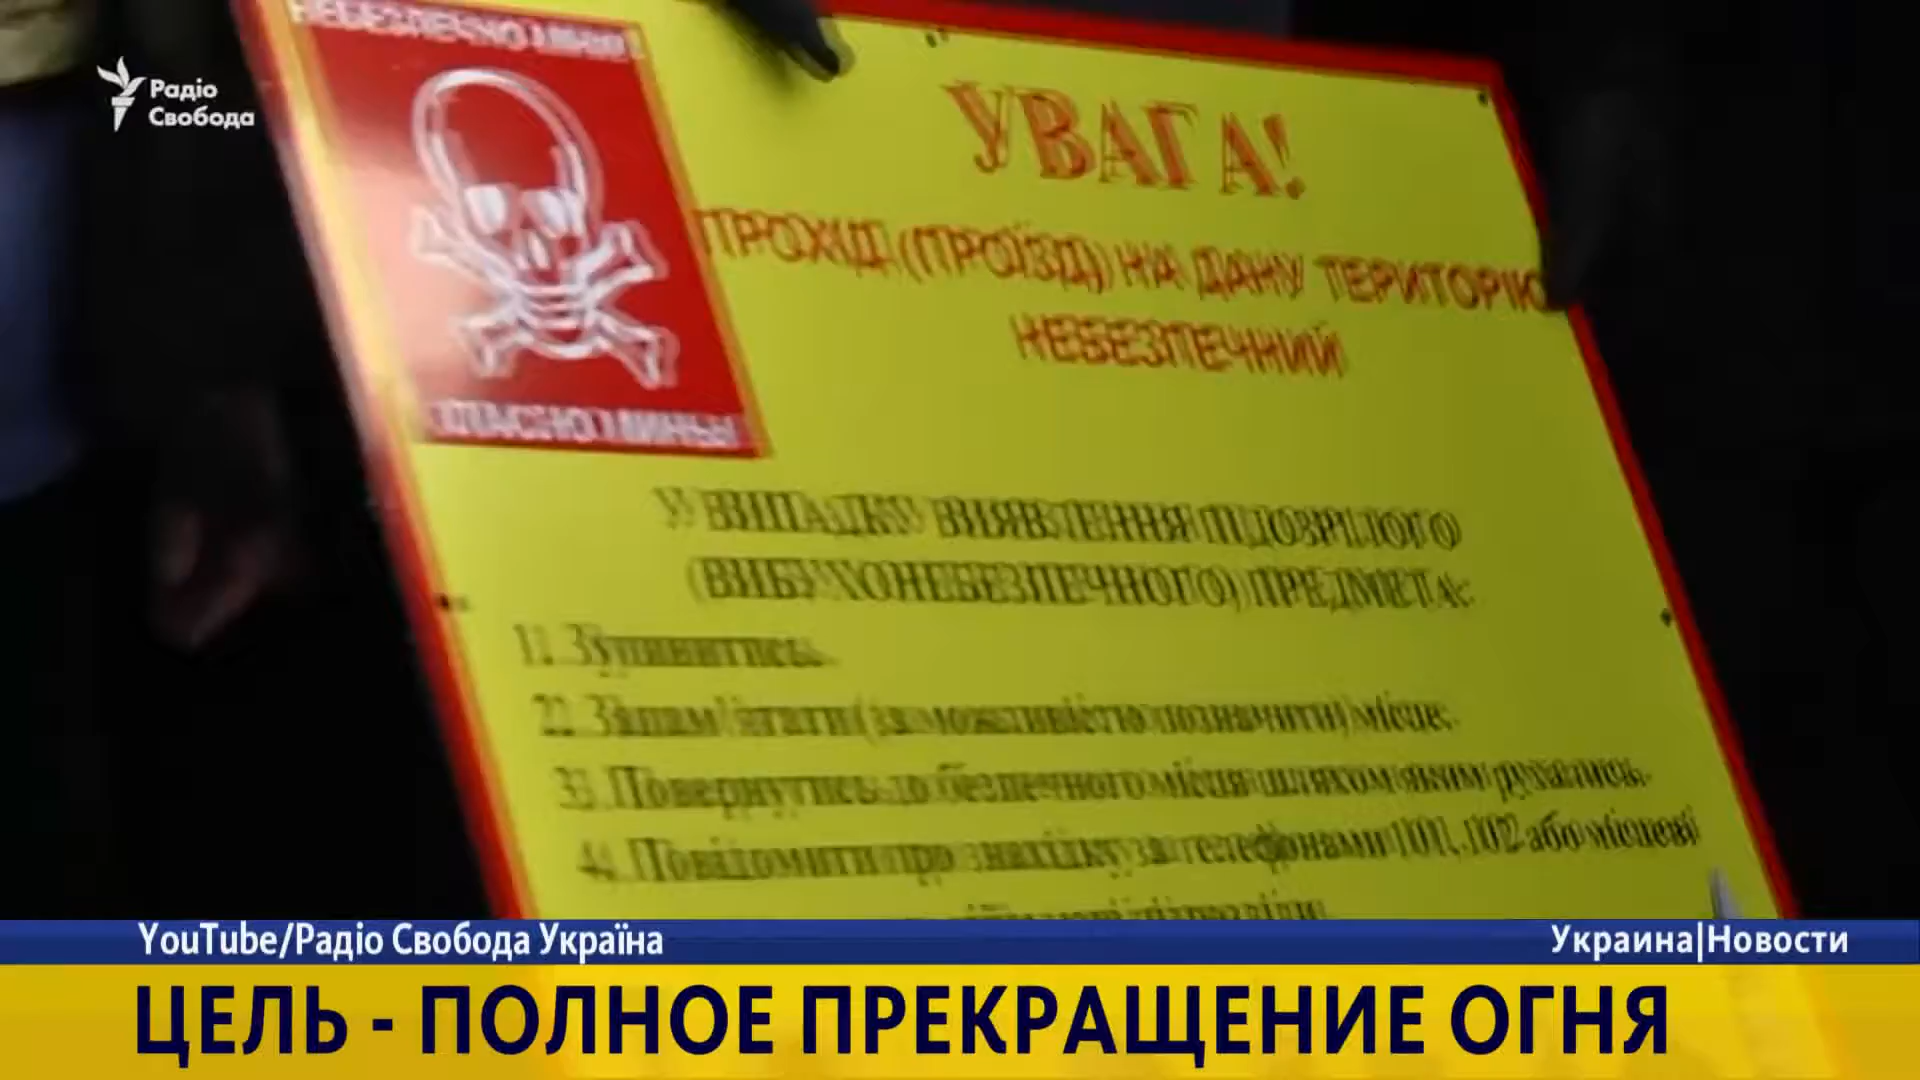 НЕБЕЗПЕЧНО МІНИ
Радіо
Свобода
УВАГА!
ПРОХІД (ПРОЇЗД) НА ДАНУ ТЕРИТОРІЮ
НЕБЕЗПЕЧНИЙ
ОПАСНО МИНЫ
У ВИПАДКУ ВИЯВЛЕННЯ ПІДОЗРІЛОГО
(ВИБУХОНЕБЕЗПЕЧНОГО) ПРЕДМЕТА:
1. Зупинитись.
2. Запам'ятати (за можливістю позначити) місце.
3. Повернутись до безпечного місця шляхом яким рухались.
4. Повідомити про знахідку за телефонами 101, 102 або місцеві
YouTube/Радіо Свобода Україна
Украина|Новости
ЦЕЛЬ - ПОЛНОЕ ПРЕКРАЩЕНИЕ ОГНЯ